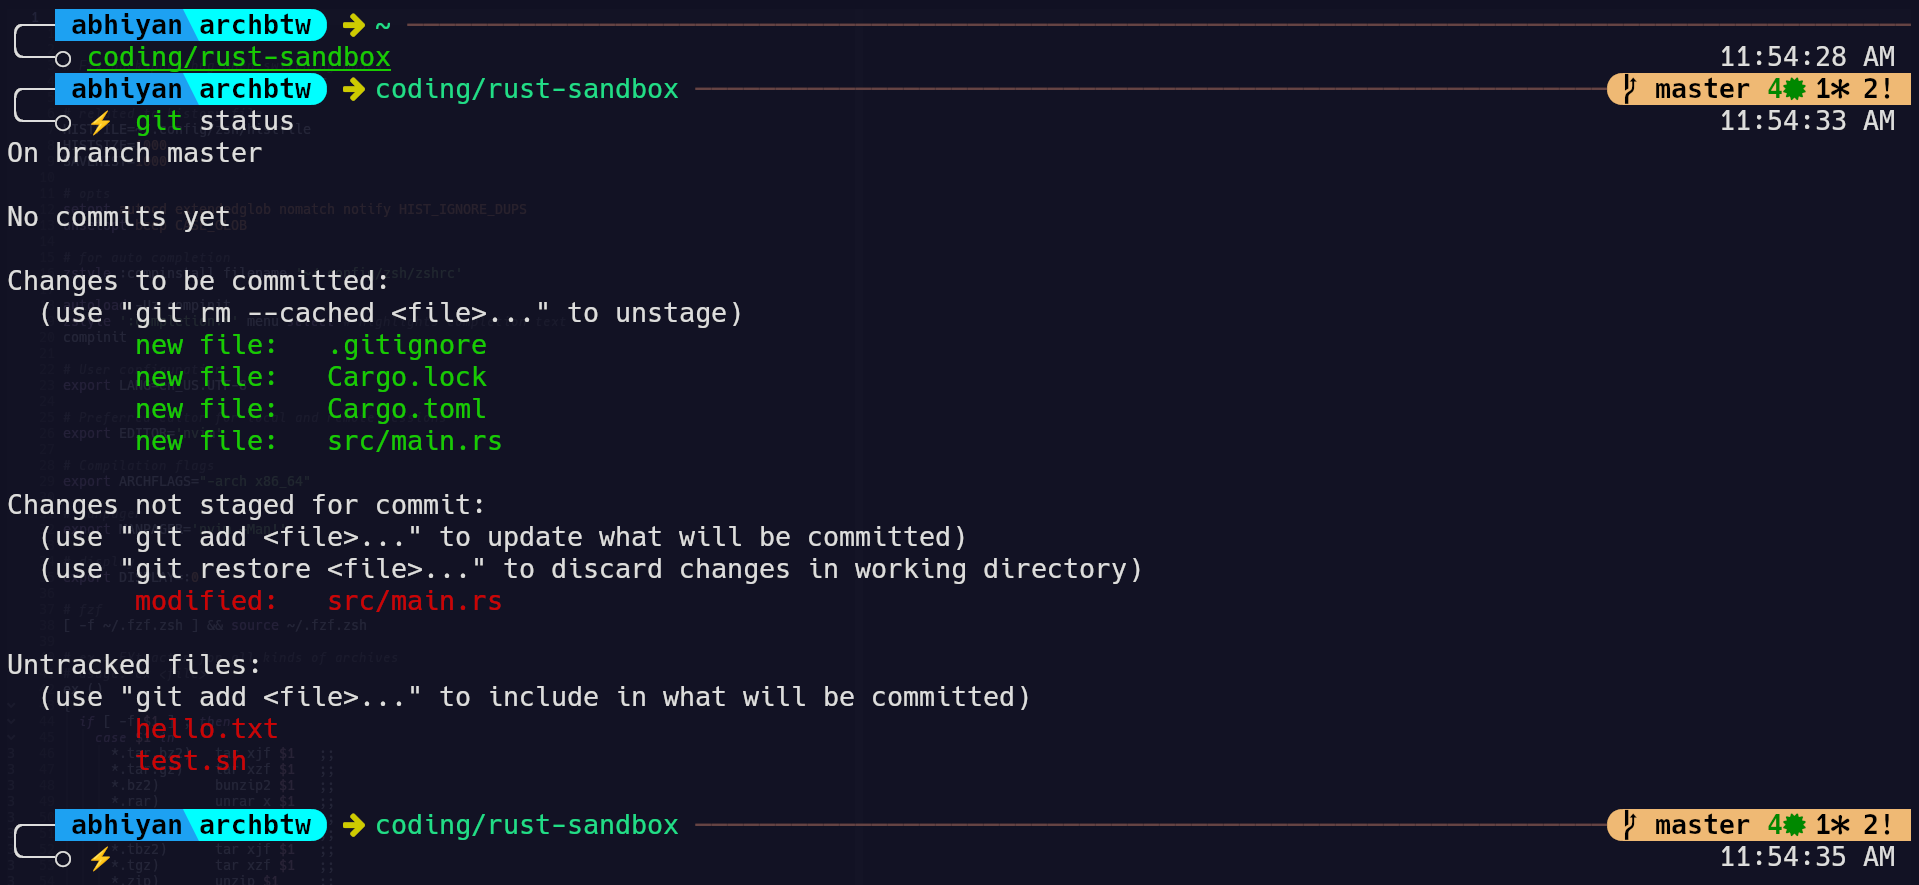 abhiyan archbtw ➜ ~
coding/rust-sandbox 11:54:28 AM
abhiyan archbtw ➜ coding/rust-sandbox master 4✹ 1* 2!
⚡ git status 11:54:33 AM
On branch master
No commits yet
Changes to be committed:
(use "git rm --cached <file>..." to unstage)
new file: .gitignore
new file: Cargo.lock
new file: Cargo.toml
new file: src/main.rs
Changes not staged for commit:
(use "git add <file>..." to update what will be committed)
(use "git restore <file>..." to discard changes in working directory)
modified: src/main.rs
Untracked files:
(use "git add <file>..." to include in what will be committed)
hello.txt
test.sh
abhiyan archbtw ➜ coding/rust-sandbox master 4✹ 1* 2!
⚡ 11:54:35 AM